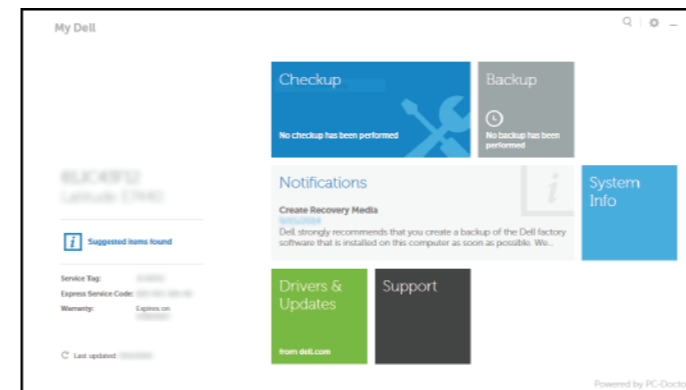 My Dell
Checkup
No checkup has been performed
Backup
No backup has been
performed
Notifications
Create Recovery Media
Dell strongly recommends that you create a backup of the Dell factory
software that is installed on this computer as soon as possible. We...
System
Info
Suggested items found
Service Tag:
Express Service Code:
Warranty: Expires on
Last updated:
Drivers &
Updates
from dell.com
Support
Powered by PC-Docto